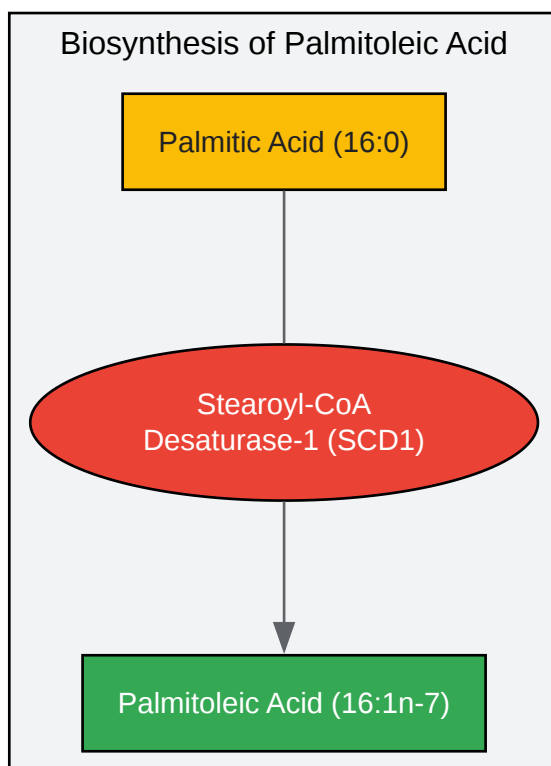 Biosynthesis of Palmitoleic Acid
Palmitic Acid (16:0)
Stearoyl-CoA
Desaturase-1 (SCD1)
Palmitoleic Acid (16:1n-7)